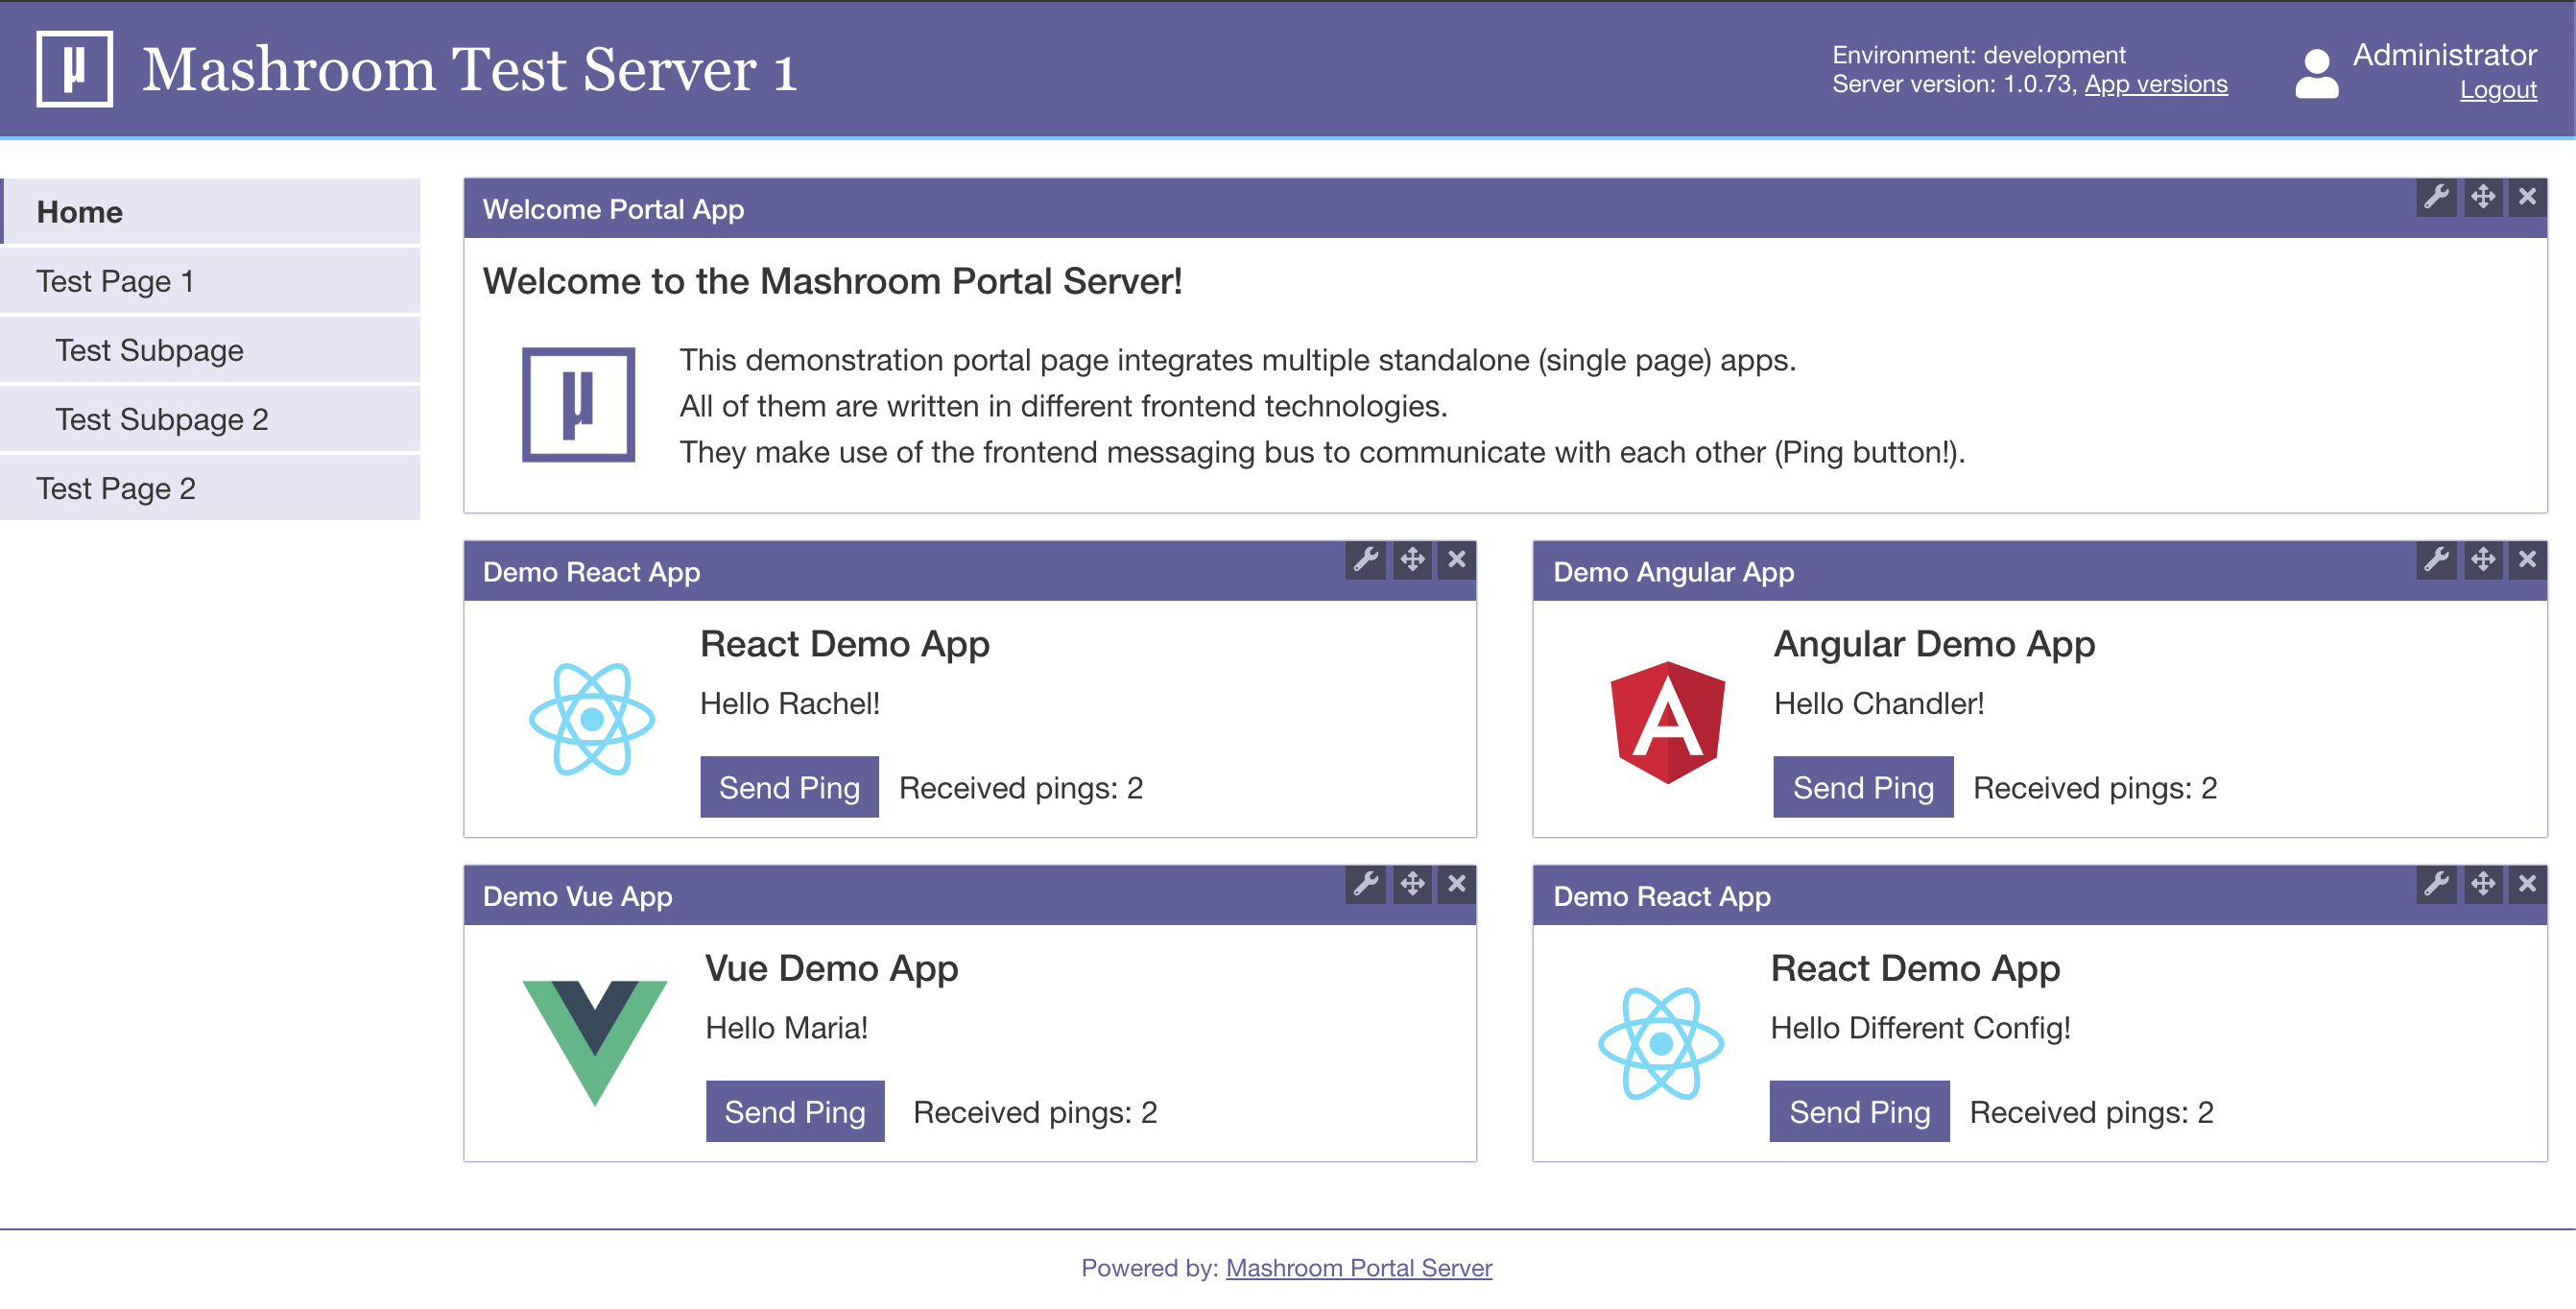 µ Mashroom Test Server 1
Environment: development
Server version: 1.0.73, App versions
Administrator
Logout
Home
Test Page 1
Test Subpage
Test Subpage 2
Test Page 2
Welcome Portal App
Welcome to the Mashroom Portal Server!
µ
This demonstration portal page integrates multiple standalone (single page) apps.
All of them are written in different frontend technologies.
They make use of the frontend messaging bus to communicate with each other (Ping button!).
Demo React App
React Demo App
Hello Rachel!
Send Ping Received pings: 2
Demo Angular App
A
Angular Demo App
Hello Chandler!
Send Ping Received pings: 2
Demo Vue App
Vue Demo App
Hello Maria!
Send Ping Received pings: 2
Demo React App
React Demo App
Hello Different Config!
Send Ping Received pings: 2
Powered by: Mashroom Portal Server